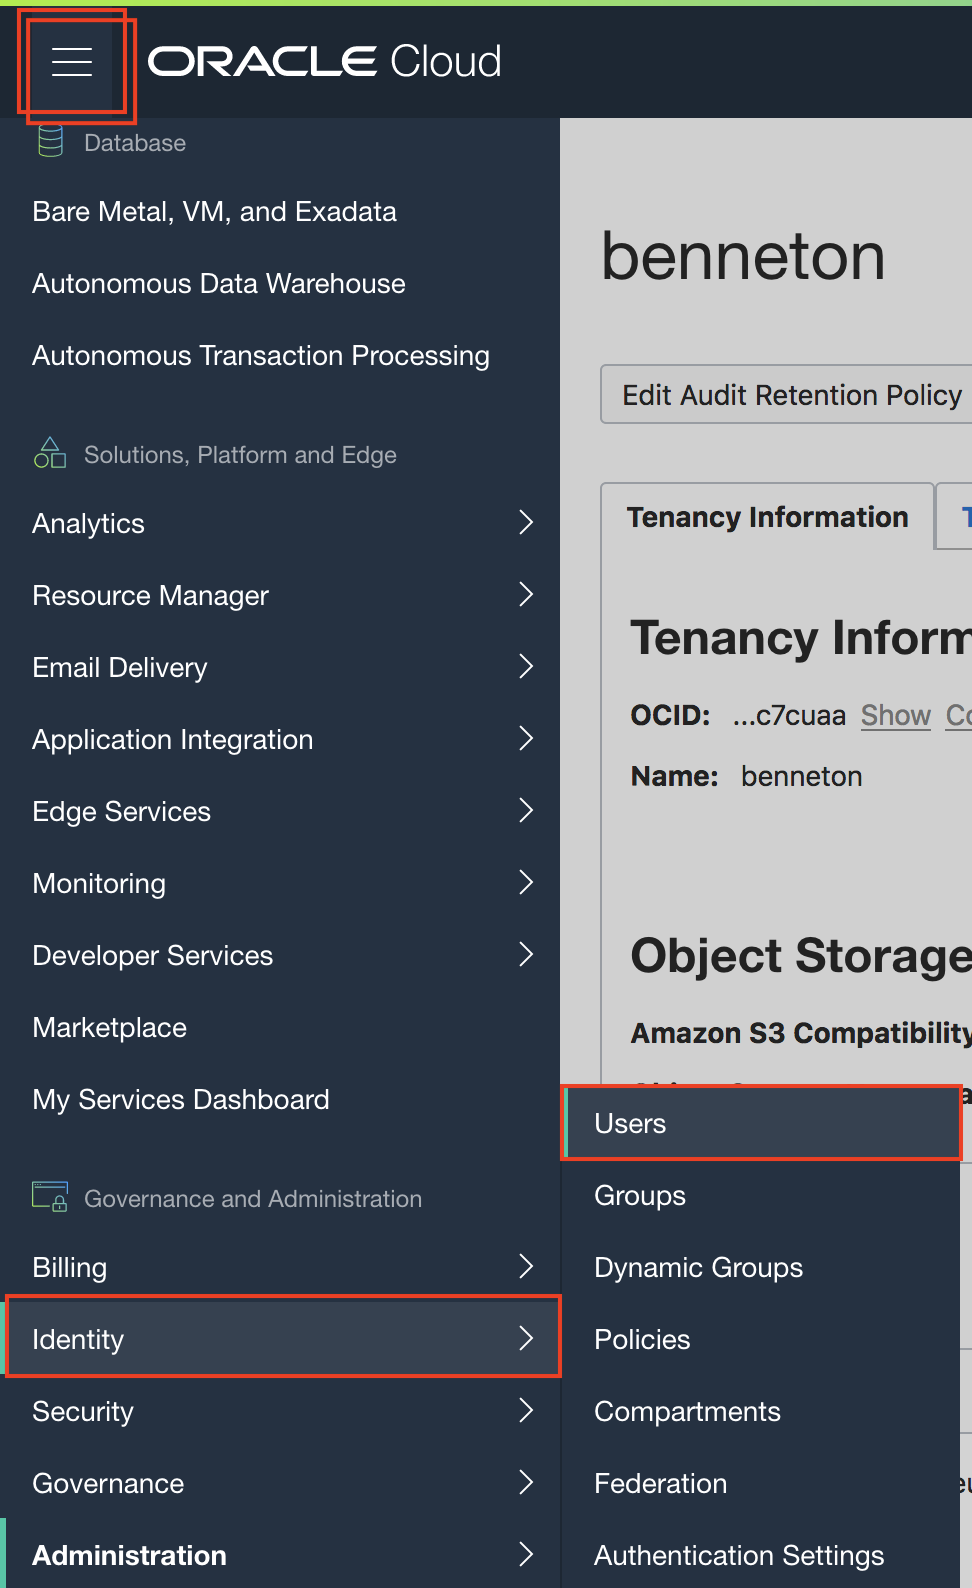 ORACLE Cloud
Database
Bare Metal, VM, and Exadata
Autonomous Data Warehouse
Autonomous Transaction Processing
Solutions, Platform and Edge
Analytics
Resource Manager
Email Delivery
Application Integration
Edge Services
Monitoring
Developer Services
Marketplace
My Services Dashboard
Governance and Administration
Billing
Identity
Security
Governance
Administration
Users
Groups
Dynamic Groups
Policies
Compartments
Federation
Authentication Settings
benneton
Edit Audit Retention Policy
Tenancy Information
Tenancy Inform
OCID: ...c7cuaa Show Co
Name: benneton
Object Storage
Amazon S3 Compatibility